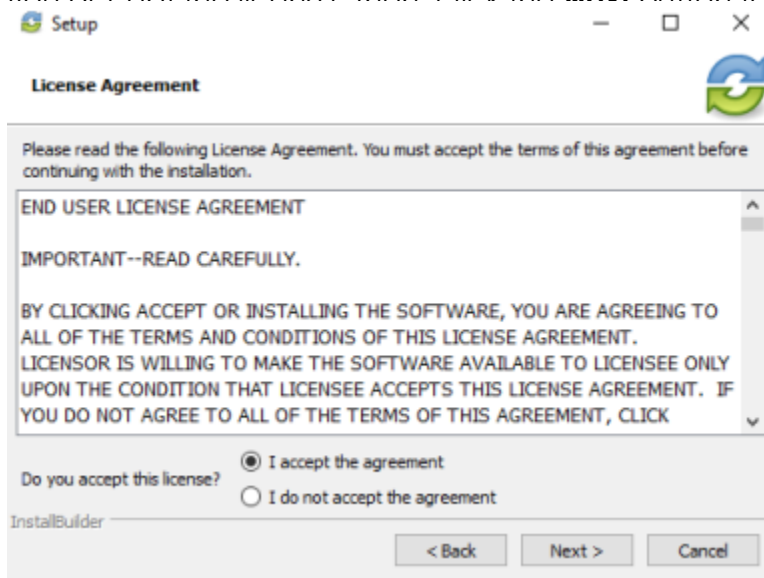 Setup
License Agreement
Please read the following License Agreement. You must accept the terms of this agreement before
continuing with the installation.
END USER LICENSE AGREEMENT
IMPORTANT--READ CAREFULLY.
BY CLICKING ACCEPT OR INSTALLING THE SOFTWARE, YOU ARE AGREEING TO
ALL OF THE TERMS AND CONDITIONS OF THIS LICENSE AGREEMENT.
LICENSOR IS WILLING TO MAKE THE SOFTWARE AVAILABLE TO LICENSEE ONLY
UPON THE CONDITION THAT LICENSEE ACCEPTS THIS LICENSE AGREEMENT. IF
YOU DO NOT AGREE TO ALL OF THE TERMS OF THIS AGREEMENT, CLICK
Do you accept this license?
I accept the agreement
I do not accept the agreement
InstallBuilder
< Back Next > Cancel